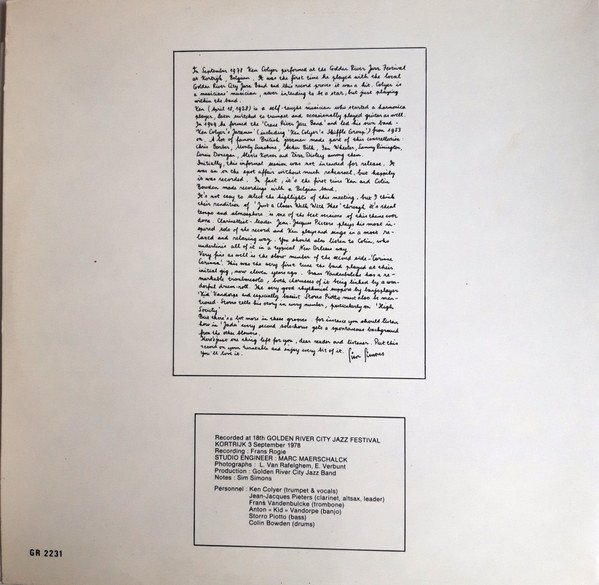 In September 1978 Ken Colyer performed at the Golden River Jazz Festival
at Kortrijk, Belgium. It was the first time he played with the local
Golden River City Jazz Band and this record proves it was a hit. Colyer is
a musicians' musician, never intending to be a star, but just playing
within the band.
Ken (April 18, 1928) is a self-taught musician who started a harmonica
player, later switched to trumpet and occasionally played guitar as well.
In 1949 he formed the 'Crane River Jazz Band' and led his own band -
'Ken Colyer's Jazzmen' (including 'Ken Colyer's Skiffle Group') from 1953
on. A lot of famous British jazzmen made part of this constellation:
Chris Barber, Monty Sunshine, Acker Bilk, Ian Wheeler, Sammy Rimington,
Lonnie Donegan, Alexis Korner and Diz Disley among them.
Initially, this informal session was not intended for release. It
was an on the spot affair without much rehearsal, but happily
it was recorded. In fact, it's the first time Ken and Colin
Bowden made recordings with a Belgian band.
It's not easy to select the highlights of this meeting, but I think
their rendition of 'Just a Closer Walk With Thee' through it's ideal
tempo and atmosphere is one of the best versions of this theme ever
done. Clarinettist-leader Jean-Jacques Pieters plays his most in-
spired solo of the record and Ken plays and sings in a most re-
laxed and relaxing way. You should also listen to Colin, who
underlines all of it in a typical New Orleans way.
Very fine as well is the slow number of the second side 'Corine
Corinna'. This was the very first tune the band played at their
initial gig, now eleven years ago. Frans Vandenbulcke has a re-
markable trombonesolo, both choruses of it being linked by a won-
derful drum-roll. The very good rhythmical support by banjoplayer
'Kid' Vandorpe and especially bassist Storro Piotto must also be men-
tioned. Storro tells his story on every number, particularly on 'High
Society'.
But there's a lot more in these grooves: for instance you should listen
how in 'Jada' every second solo-chorus gets a spontaneous background
from the other blowers.
There's just one thing left for you, dear reader and listener. Put this
record on your turntable and enjoy every bit of it.
You'll love it. Sim Simons
Recorded at 18th GOLDEN RIVER CITY JAZZ FESTIVAL
KORTRIJK 3 September 1978
Recording : Frans Rogie
STUDIO ENGINEER : MARC MAERSCHALCK
Photographs : L. Van Rafelghem, E. Verbunt
Production : Golden River City Jazz Band
Notes : Sim Simons
Personnel : Ken Colyer (trumpet & vocals)
Jean-Jacques Pieters (clarinet, altsax, leader)
Frans Vandenbulcke (trombone)
Anton « Kid » Vandorpe (banjo)
Storro Piotto (bass)
Colin Bowden (drums)
GR 2231